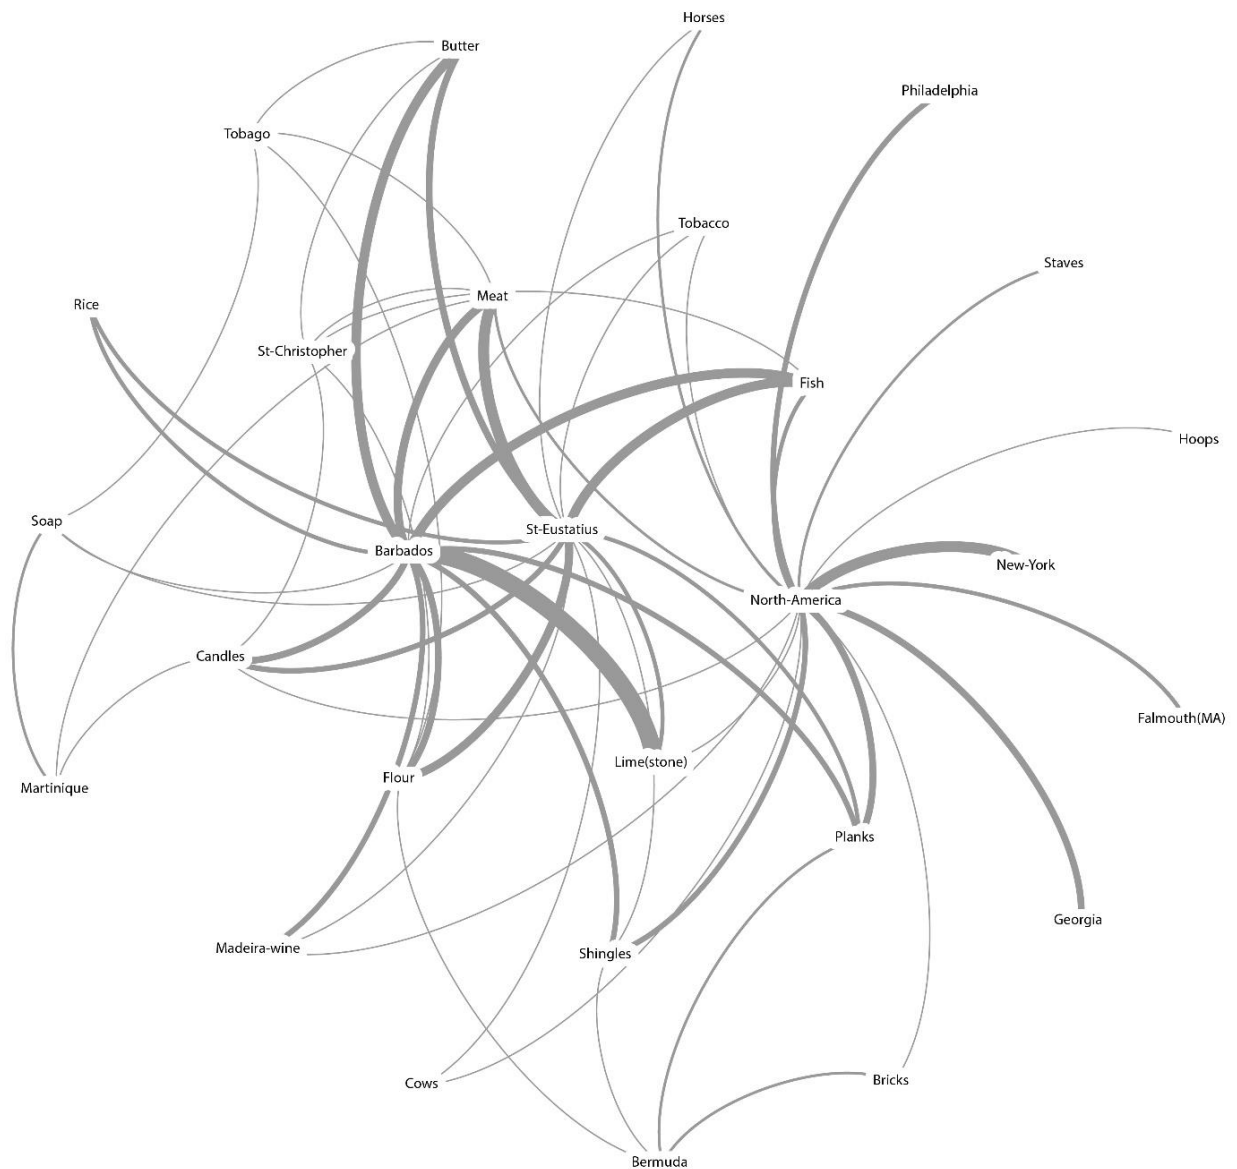 Horses
Butter
Philadelphia
Tobago
Tobacco
Staves
Meat
Rice
St-Christopher
Fish
Hoops
Soap
St-Eustatius
Barbados
New-York
North-America
Candles
Falmouth(MA)
Lime(stone)
Flour
Martinique
Planks
Georgia
Madeira-wine
Shingles
Bricks
Cows
Bermuda